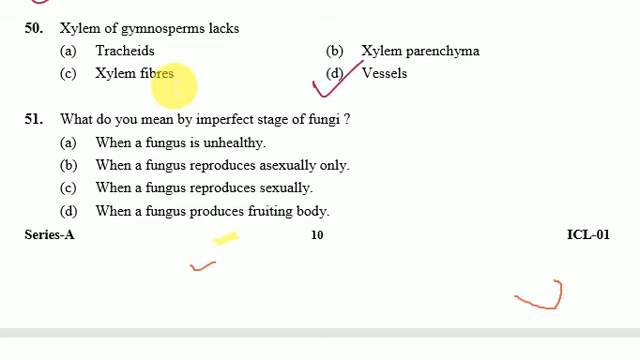 50. Xylem of gymnosperms lacks
(a) Tracheids (b) Xylem parenchyma
(c) Xylem fibres (d) Vessels
51. What do you mean by imperfect stage of fungi ?
(a) When a fungus is unhealthy.
(b) When a fungus reproduces asexually only.
(c) When a fungus reproduces sexually.
(d) When a fungus produces fruiting body.
Series-A 10 ICL-01